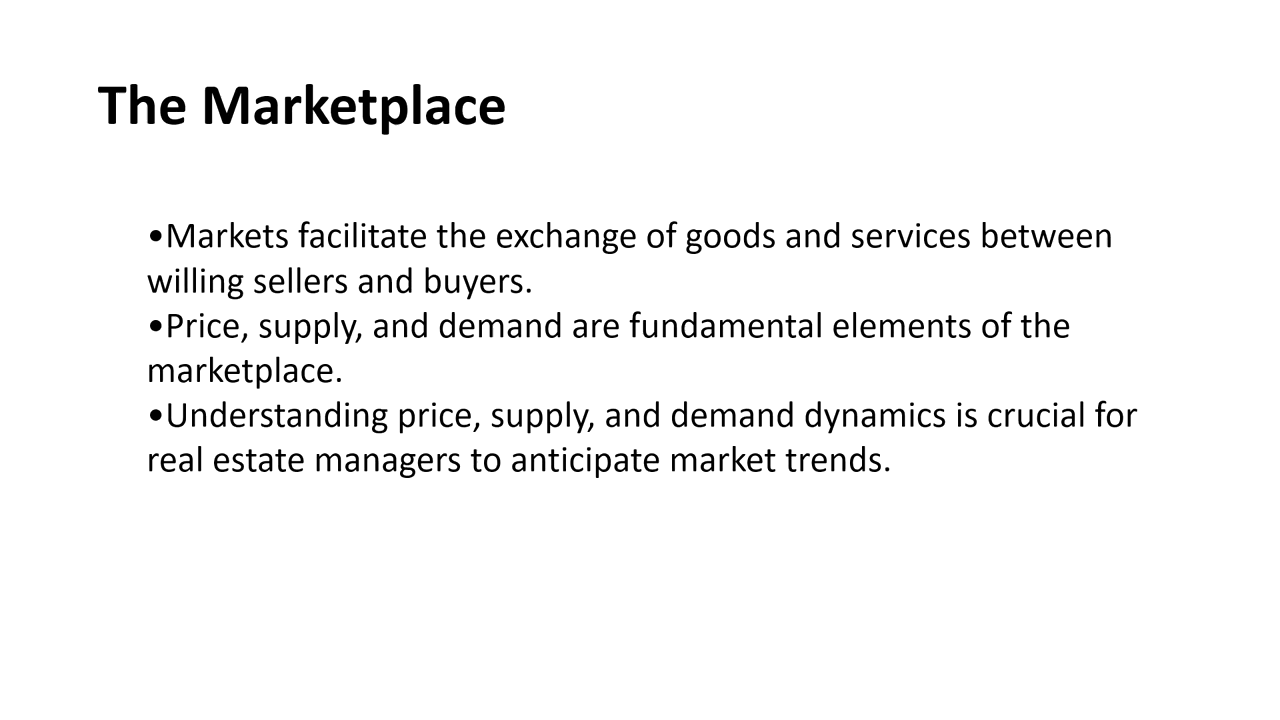 The Marketplace
•Markets facilitate the exchange of goods and services between
willing sellers and buyers.
•Price, supply, and demand are fundamental elements of the
marketplace.
•Understanding price, supply, and demand dynamics is crucial for
real estate managers to anticipate market trends.